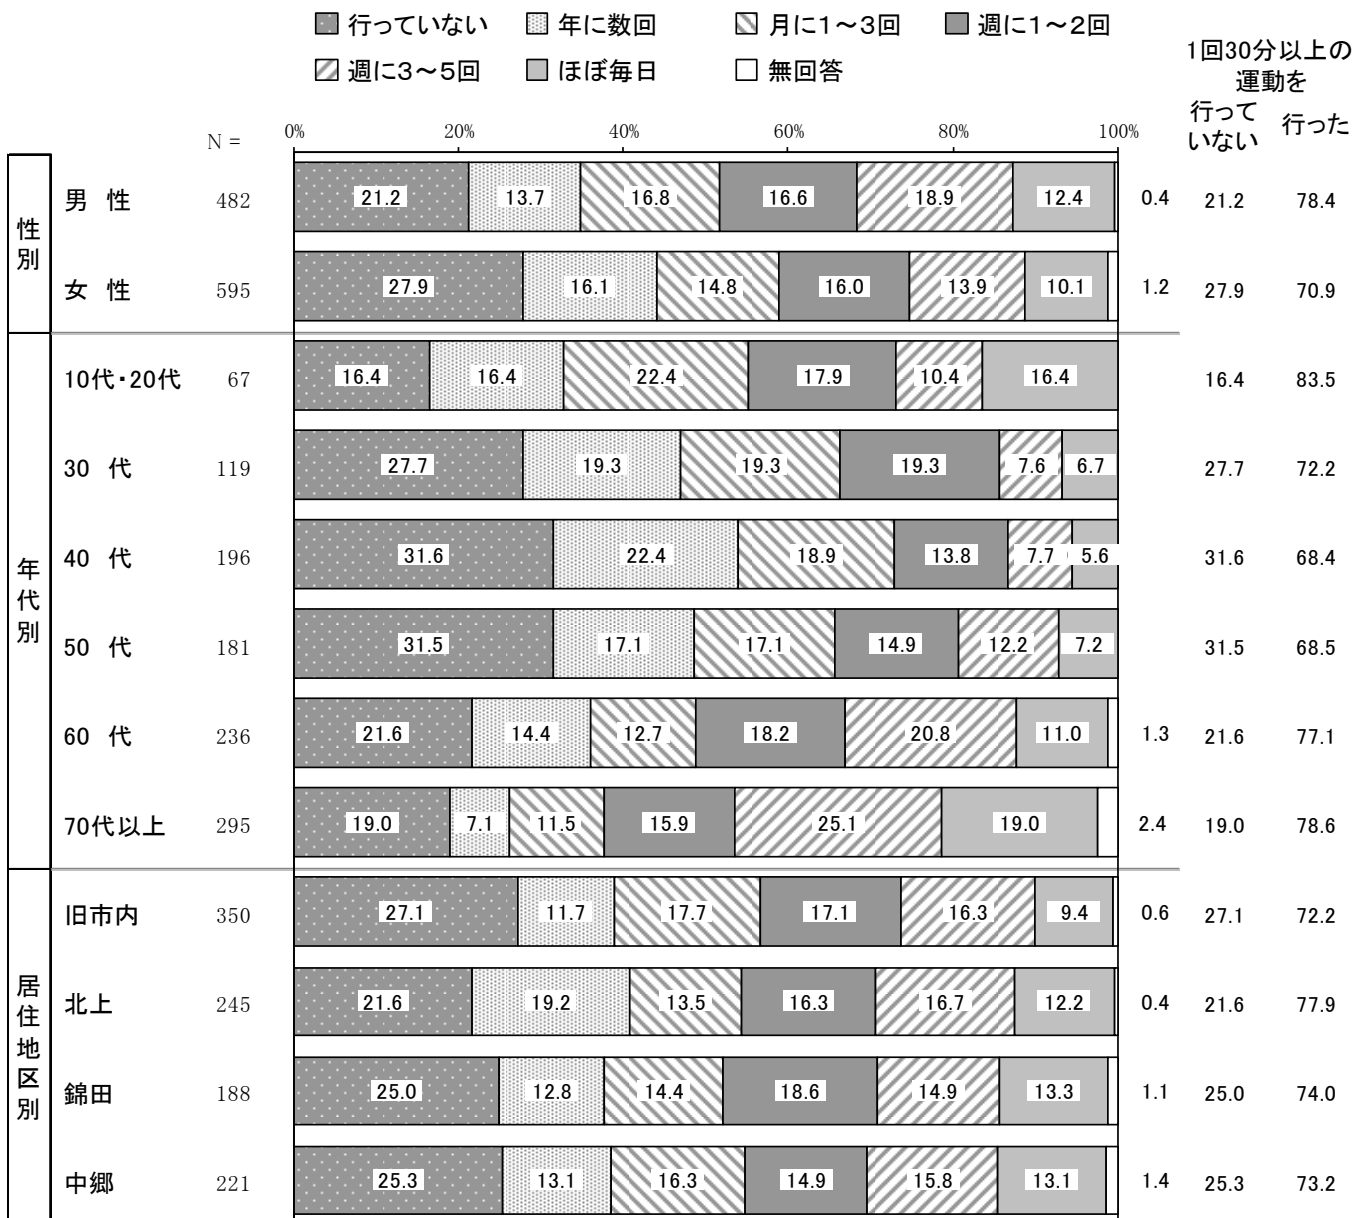 行っていない 年に数回 月に1～3回 週に1～2回
週に3～5回 ほぼ毎日 無回答
1回30分以上の
運動を
行って
いない 行った
N = 0% 20% 40% 60% 80% 100%
性別
男 性 482 21.2 13.7 16.8 16.6 18.9 12.4 0.4 21.2 78.4
女 性 595 27.9 16.1 14.8 16.0 13.9 10.1 1.2 27.9 70.9
年代別
10代・20代 67 16.4 16.4 22.4 17.9 10.4 16.4 16.4 83.5
30 代 119 27.7 19.3 19.3 19.3 7.6 6.7 27.7 72.2
40 代 196 31.6 22.4 18.9 13.8 7.7 5.6 31.6 68.4
50 代 181 31.5 17.1 17.1 14.9 12.2 7.2 31.5 68.5
60 代 236 21.6 14.4 12.7 18.2 20.8 11.0 1.3 21.6 77.1
70代以上 295 19.0 7.1 11.5 15.9 25.1 19.0 2.4 19.0 78.6
居住地区別
旧市内 350 27.1 11.7 17.7 17.1 16.3 9.4 0.6 27.1 72.2
北上 245 21.6 19.2 13.5 16.3 16.7 12.2 0.4 21.6 77.9
錦田 188 25.0 12.8 14.4 18.6 14.9 13.3 1.1 25.0 74.0
中郷 221 25.3 13.1 16.3 14.9 15.8 13.1 1.4 25.3 73.2